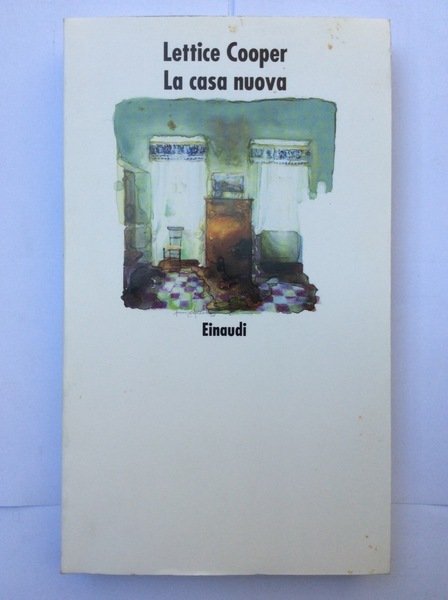 Lettice Cooper
La casa nuova
Einaudi